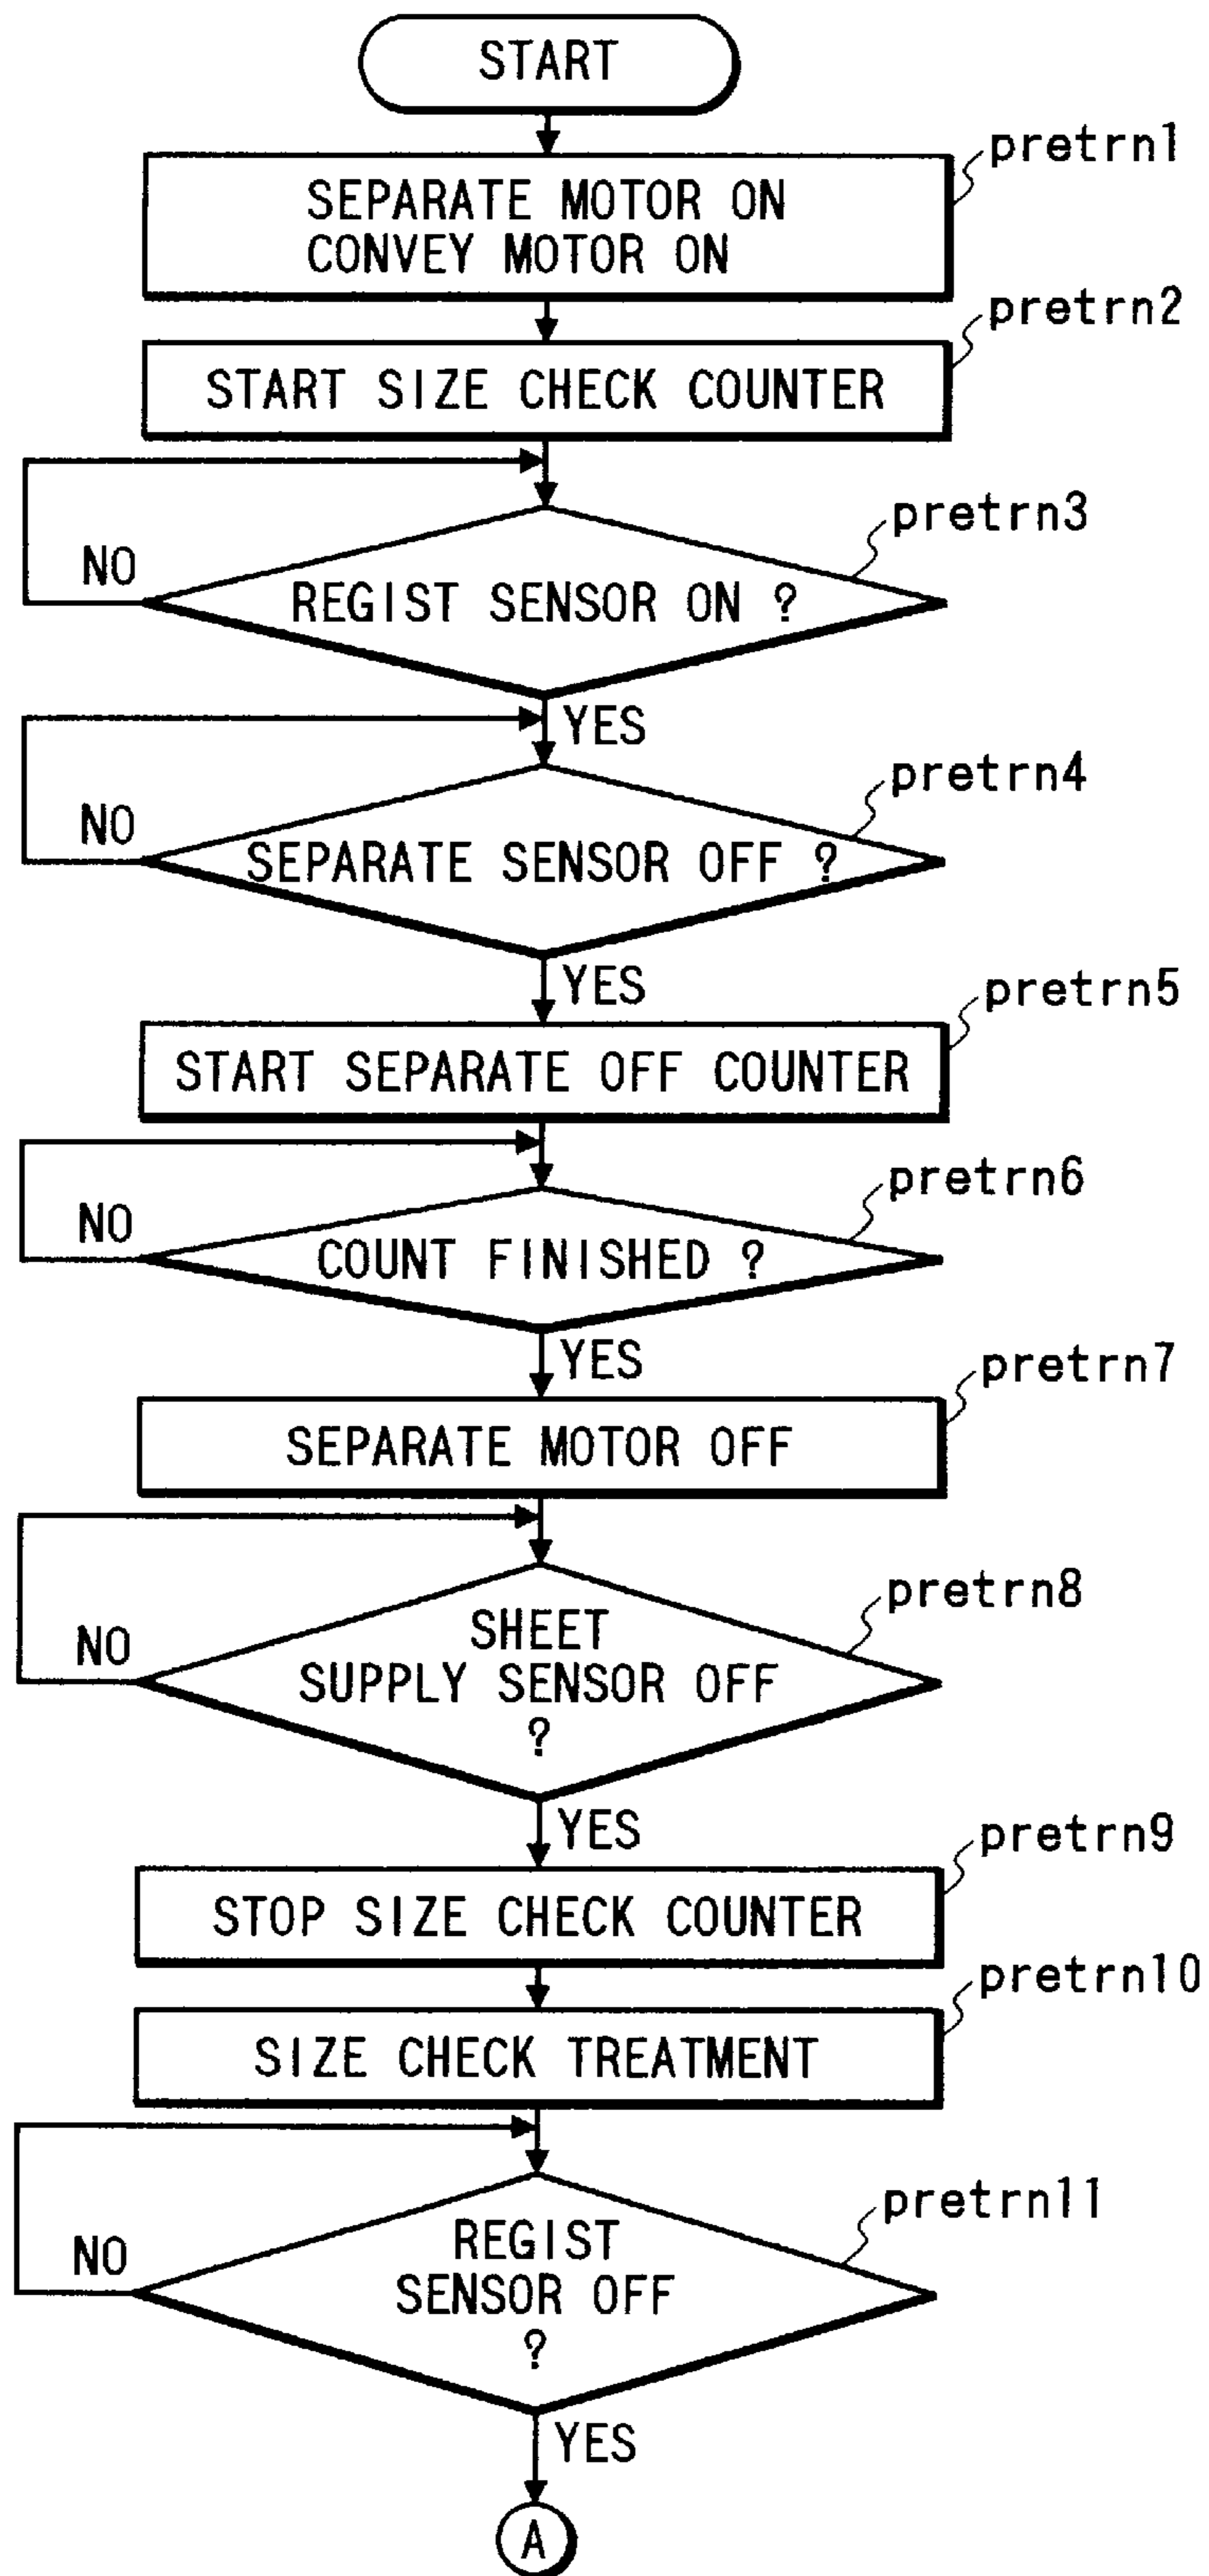 START
pretrn1
SEPARATE MOTOR ON
CONVEY MOTOR ON
pretrn2
START SIZE CHECK COUNTER
pretrn3
NO
REGIST SENSOR ON ?
YES
pretrn4
NO
SEPARATE SENSOR OFF ?
YES
pretrn5
START SEPARATE OFF COUNTER
pretrn6
NO
COUNT FINISHED ?
YES
pretrn7
SEPARATE MOTOR OFF
pretrn8
NO
SHEET
SUPPLY SENSOR OFF
?
YES
pretrn9
STOP SIZE CHECK COUNTER
pretrn10
SIZE CHECK TREATMENT
pretrn11
NO
REGIST
SENSOR OFF
?
YES
A